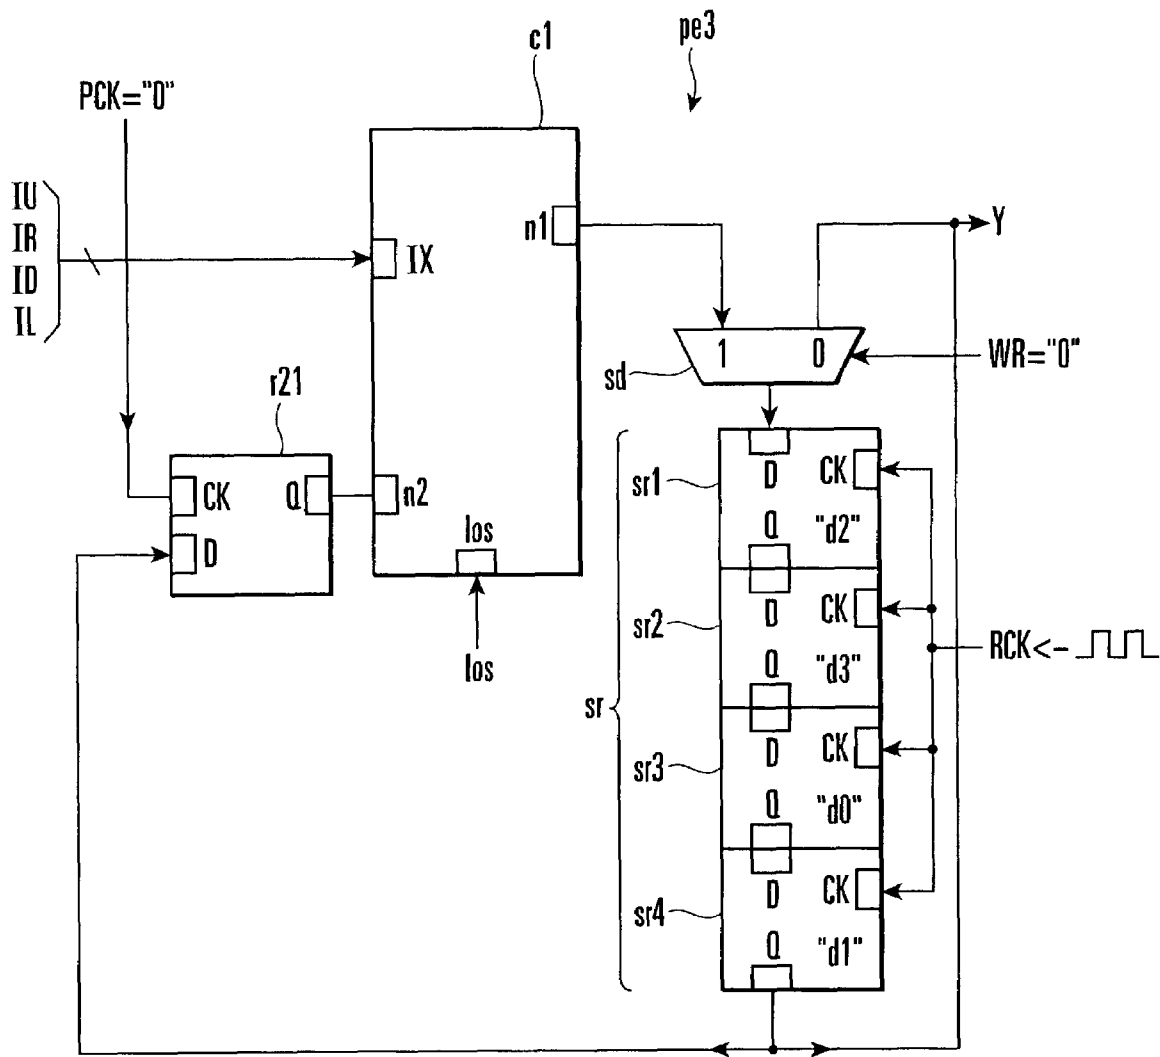 c1
pe3
PCK="0"
IU
IR
ID
IL
n1
Y
IX
1
0
WR="0"
sd
r21
CK
Q
n2
D
los
los
D
CK
sr1
Q
"d2"
D
CK
sr2
Q
"d3"
RCK<-
sr
D
CK
sr3
Q
"d0"
D
CK
sr4
Q
"d1"